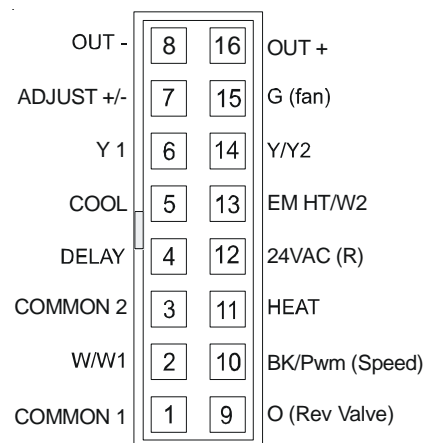 OUT - 8 16 OUT +
ADJUST +/- 7 15 G (fan)
Y 1 6 14 Y/Y2
COOL 5 13 EM HT/W2
DELAY 4 12 24VAC (R)
COMMON 2 3 11 HEAT
W/W1 2 10 BK/Pwm (Speed)
COMMON 1 1 9 O (Rev Valve)